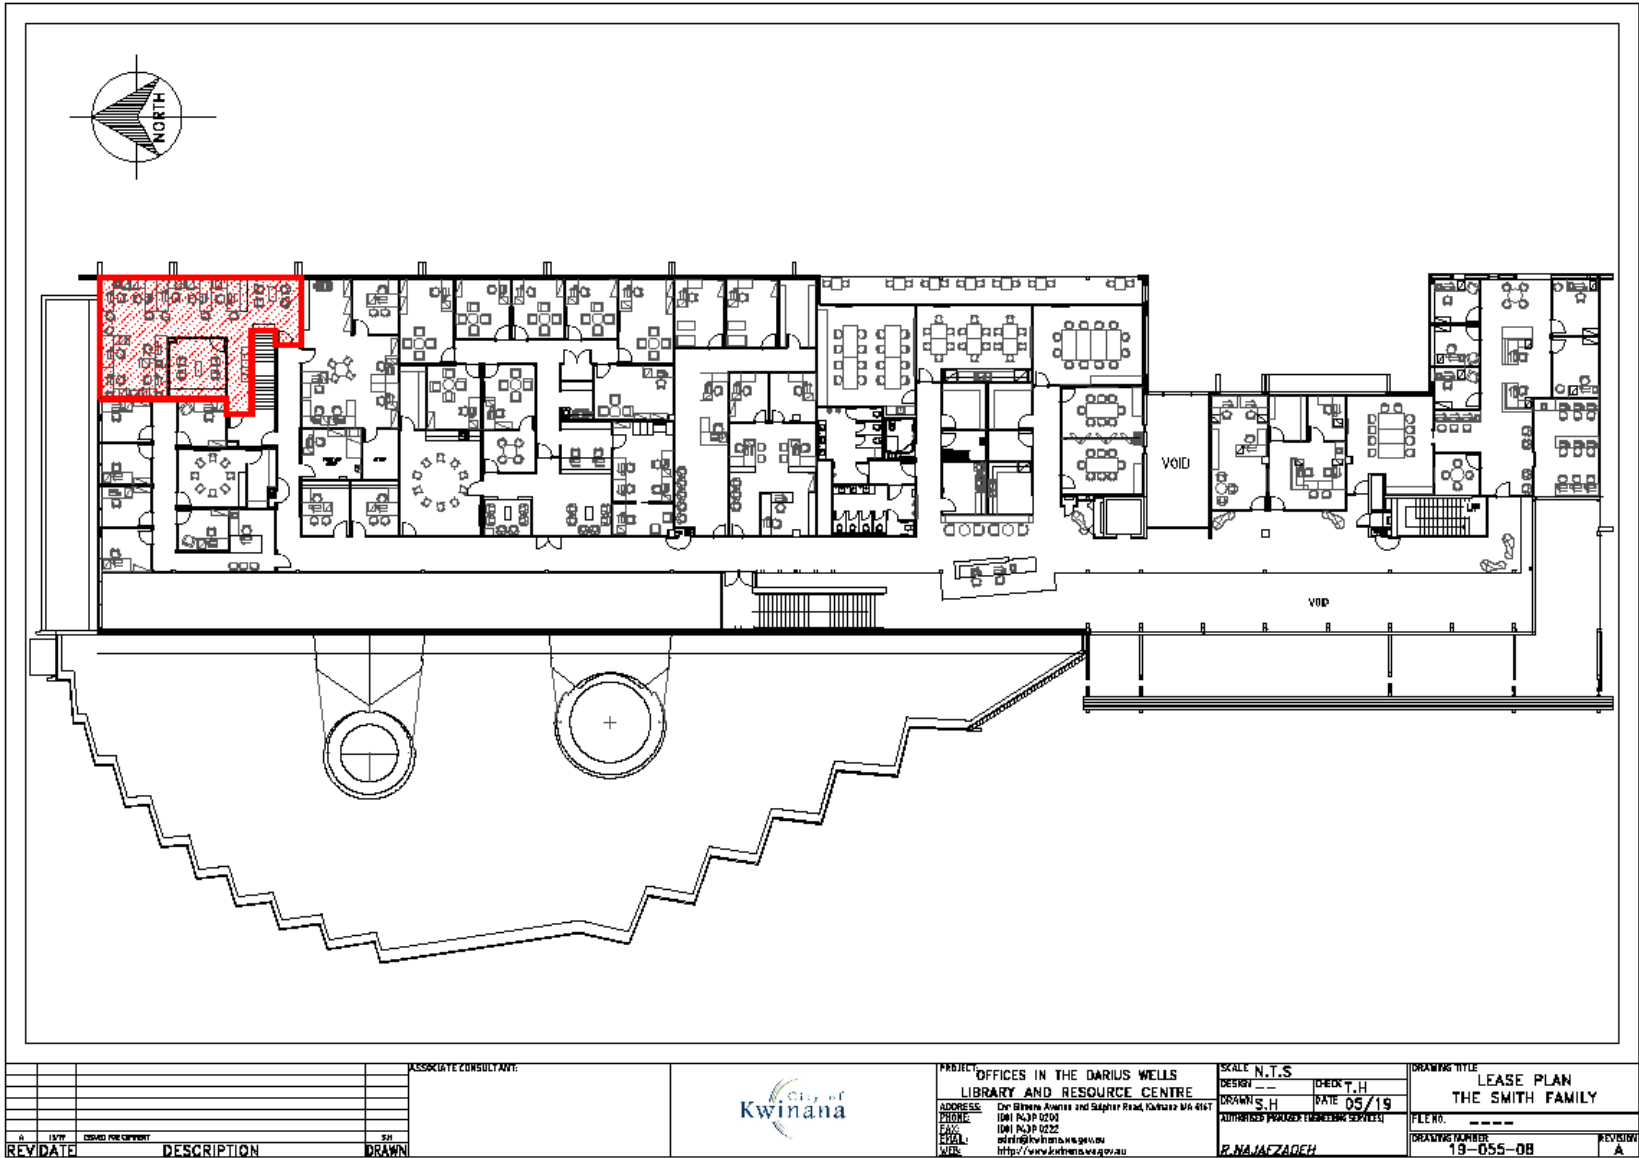 NORTH
VOID
VOID
ASSOCIATE CONSULTANT:
REV
DATE
DESCRIPTION
DRAWN
A
City of
Kwinana
PROJECT:
OFFICES IN THE DARIUS WELLS
LIBRARY AND RESOURCE CENTRE
ADDRESS:
PHONE:
FAX:
EMAIL:
WEB:
SCALE N.T.S
DESIGN --
CHECK T.H
DRAWN S.H
DATE 05/19
R.NAJAFZADEH
DRAWING TITLE
LEASE PLAN
THE SMITH FAMILY
FILE NO. ----
DRAWING NUMBER
19-055-08
REVISION
A